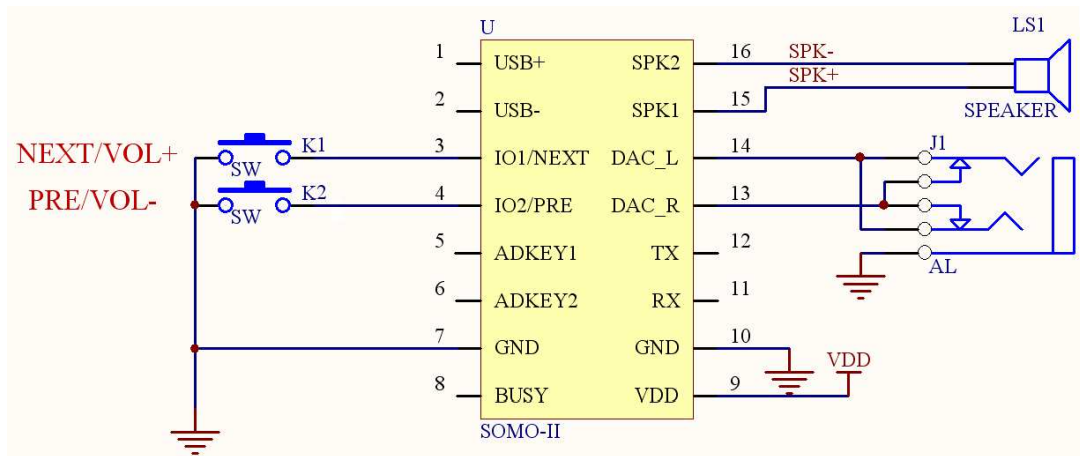 U
LS1
1 USB+ SPK2 16 SPK-
SPK+
2 USB- SPK1 15
SPEAKER
NEXT/VOL+ SW K1 3 IO1/NEXT DAC_L 14 J1
PRE/VOL- SW K2 4 IO2/PRE DAC_R 13
5 ADKEY1 TX 12
AL
6 ADKEY2 RX 11
7 GND GND 10
VDD
8 BUSY VDD 9
SOMO-II